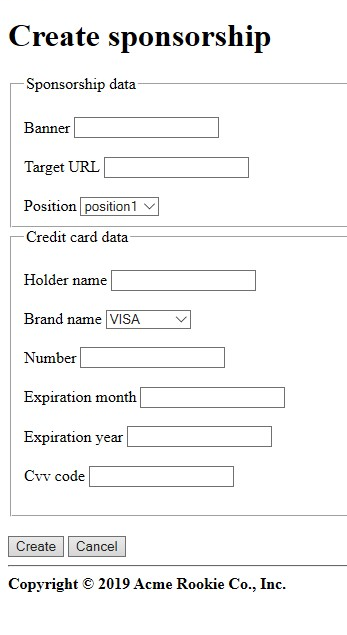 Create sponsorship
Sponsorship data
Banner
Target URL
Position position1
Credit card data
Holder name
Brand name VISA
Number
Expiration month
Expiration year
Cvv code
Create Cancel
Copyright © 2019 Acme Rookie Co., Inc.